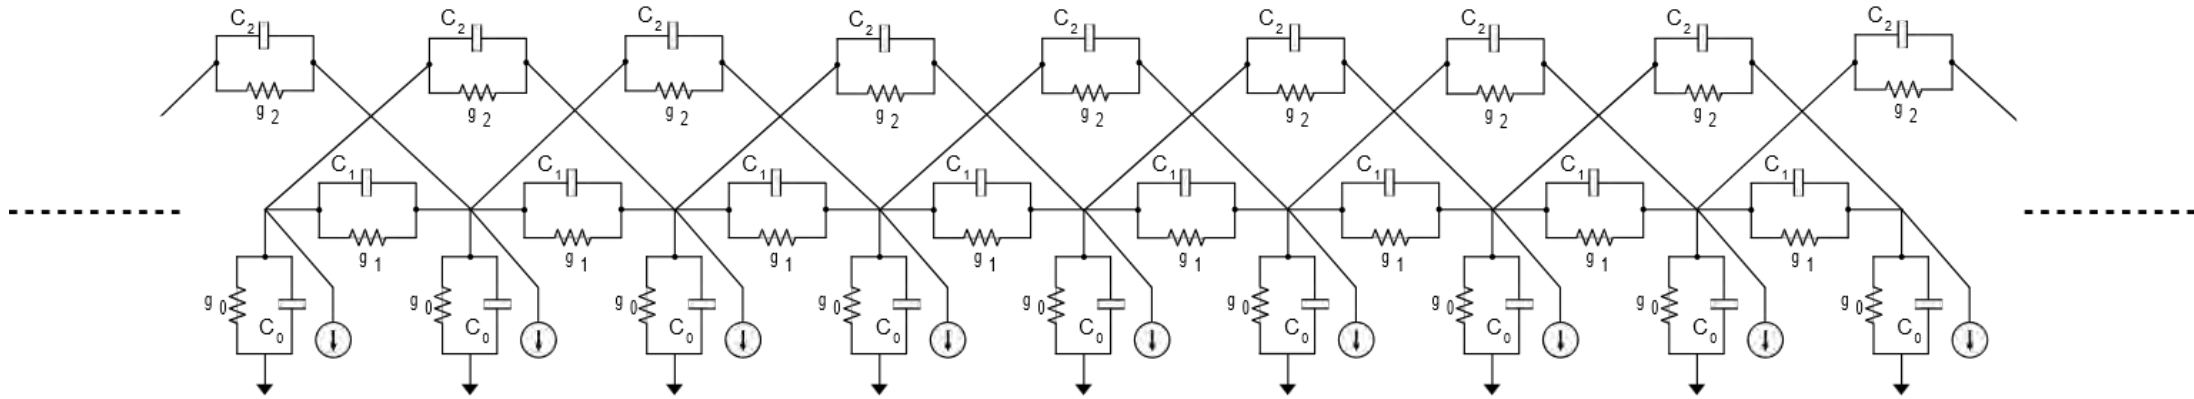 C2 C2 C2 C2 C2 C2 C2 C2 C2
g2 g2 g2 g2 g2 g2 g2 g2 g2
C1 C1 C1 C1 C1 C1 C1 C1
g1 g1 g1 g1 g1 g1 g1 g1
g0 g0 g0 g0 g0 g0 g0 g0 g0
C0 C0 C0 C0 C0 C0 C0 C0 C0